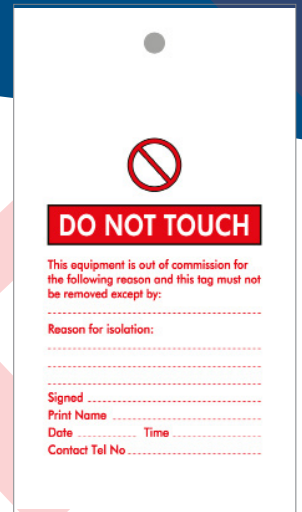 DO NOT TOUCH
This equipment is out of commission for
the following reason and this tag must not
be removed except by:
Reason for isolation:
Signed
Print Name
Date Time
Contact Tel No